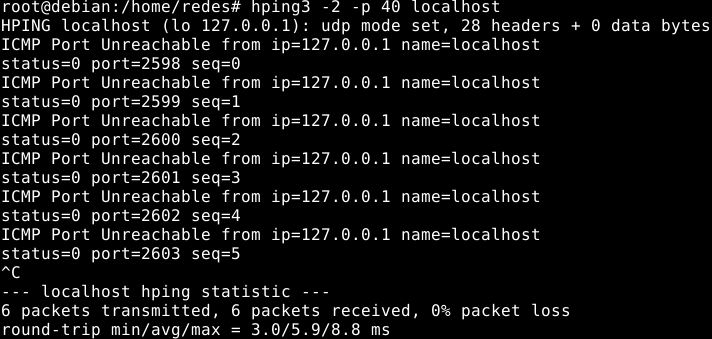 root@debian:/home/redes# hping3 -2 -p 40 localhost
HPING localhost (lo 127.0.0.1): udp mode set, 28 headers + 0 data bytes
ICMP Port Unreachable from ip=127.0.0.1 name=localhost
status=0 port=2598 seq=0
ICMP Port Unreachable from ip=127.0.0.1 name=localhost
status=0 port=2599 seq=1
ICMP Port Unreachable from ip=127.0.0.1 name=localhost
status=0 port=2600 seq=2
ICMP Port Unreachable from ip=127.0.0.1 name=localhost
status=0 port=2601 seq=3
ICMP Port Unreachable from ip=127.0.0.1 name=localhost
status=0 port=2602 seq=4
ICMP Port Unreachable from ip=127.0.0.1 name=localhost
status=0 port=2603 seq=5
^C
--- localhost hping statistic ---
6 packets transmitted, 6 packets received, 0% packet loss
round-trip min/avg/max = 3.0/5.9/8.8 ms